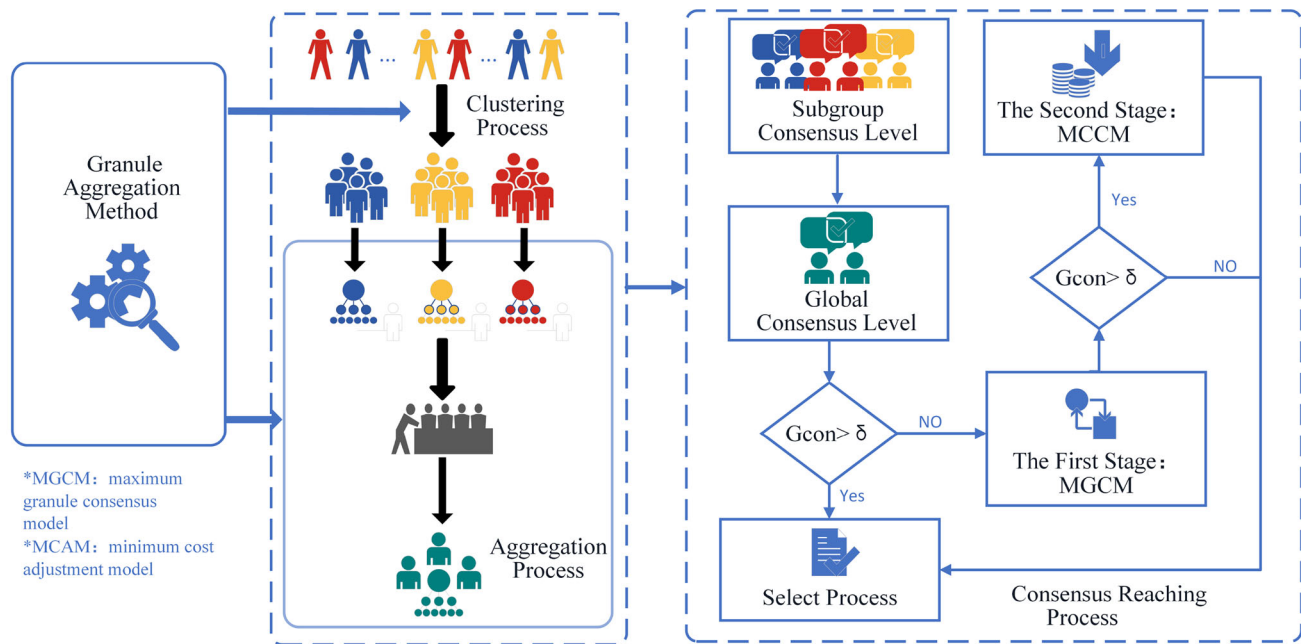 Granule
Aggregation
Method
*MGCM：maximum
granule consensus
model
*MCAM：minimum cost
adjustment model
... ...
Clustering
Process
Aggregation
Process
Subgroup
Consensus Level
Global
Consensus Level
Gcon> δ
NO
Yes
Select Process
The First Stage：
MGCM
Gcon> δ
NO
Yes
The Second Stage：
MCCM
Consensus Reaching
Process